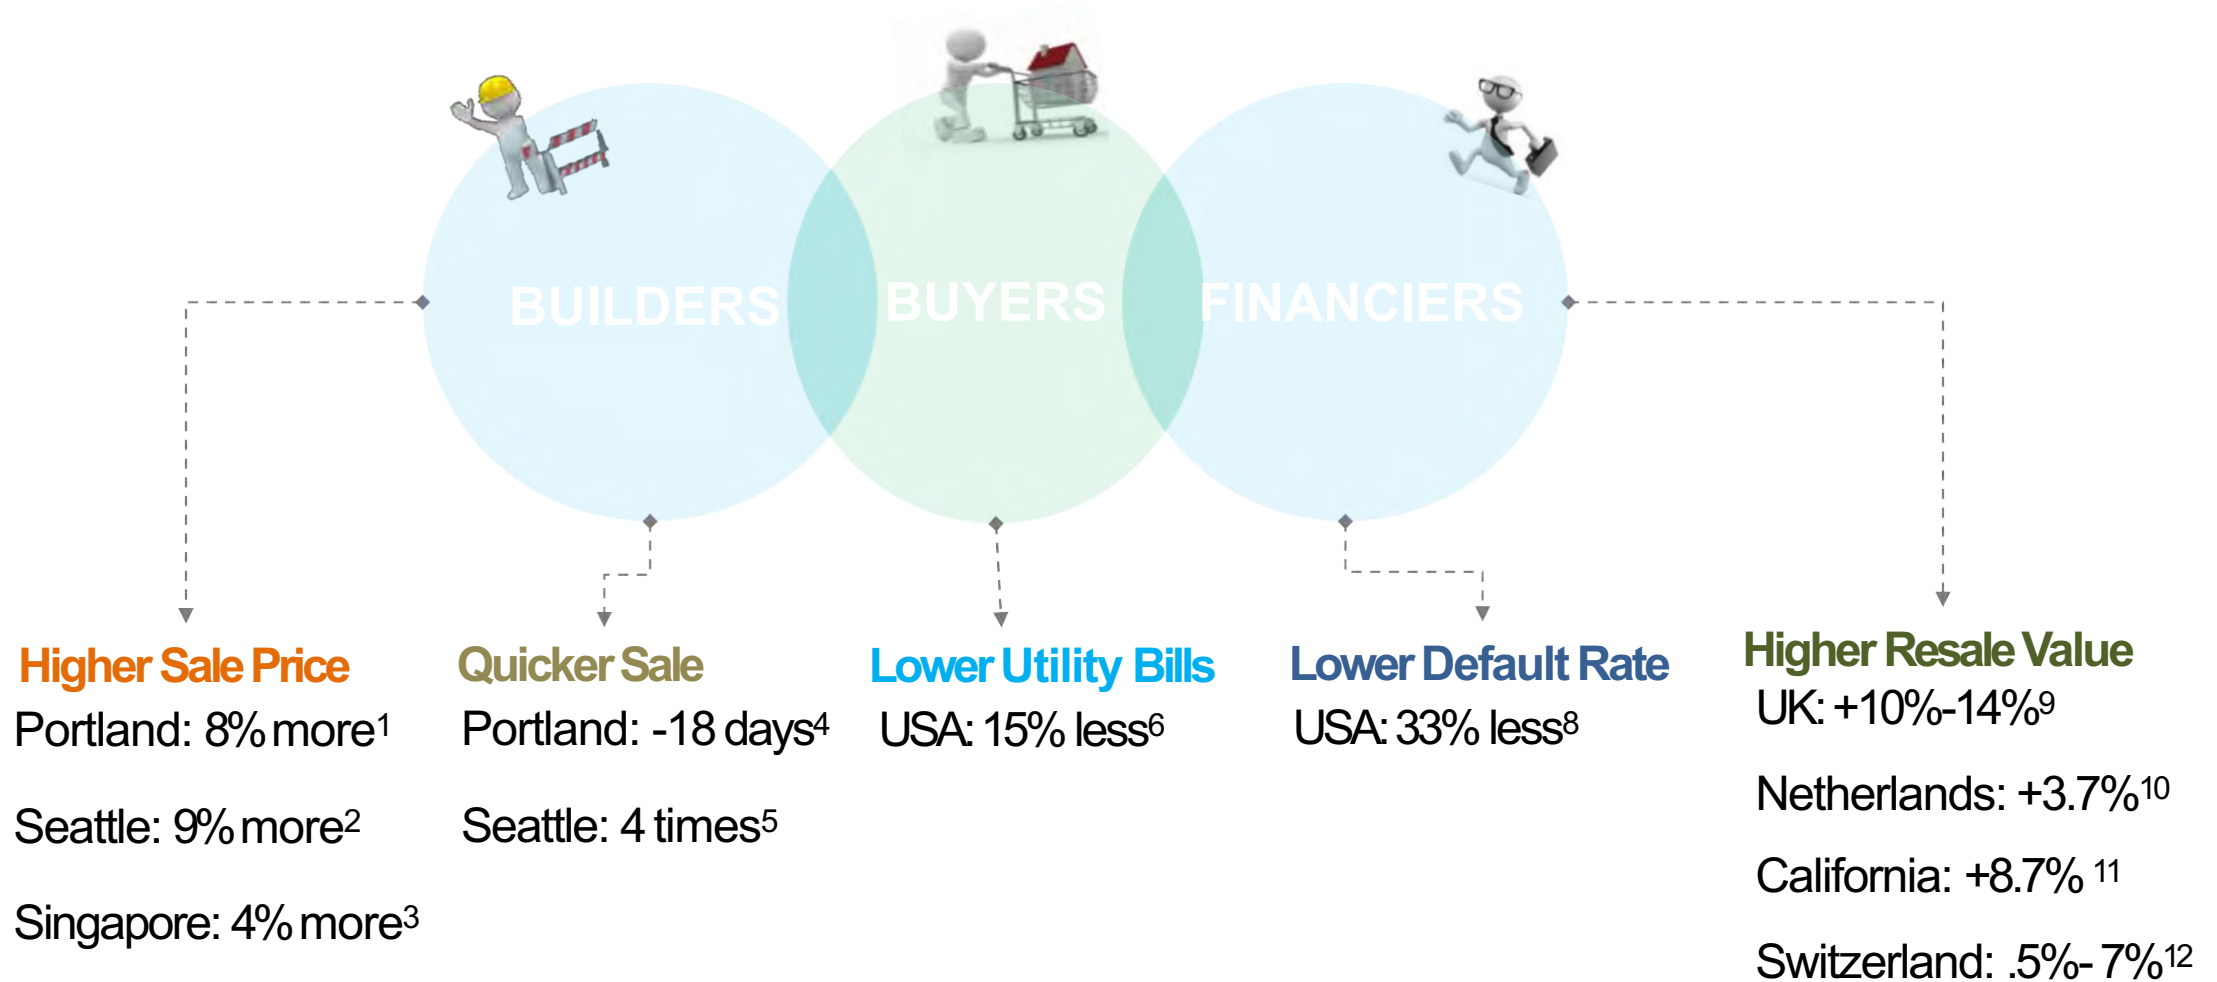 BUILDERS
BUYERS
FINANCIERS
Higher Sale Price
Portland: 8% more1
Seattle: 9% more2
Singapore: 4% more3
Quicker Sale
Portland: -18 days4
Seattle: 4 times5
Lower Utility Bills
USA: 15% less6
Lower Default Rate
USA: 33% less8
Higher Resale Value
UK: +10%-14%9
Netherlands: +3.7%10
California: +8.7% 11
Switzerland: .5%- 7%12